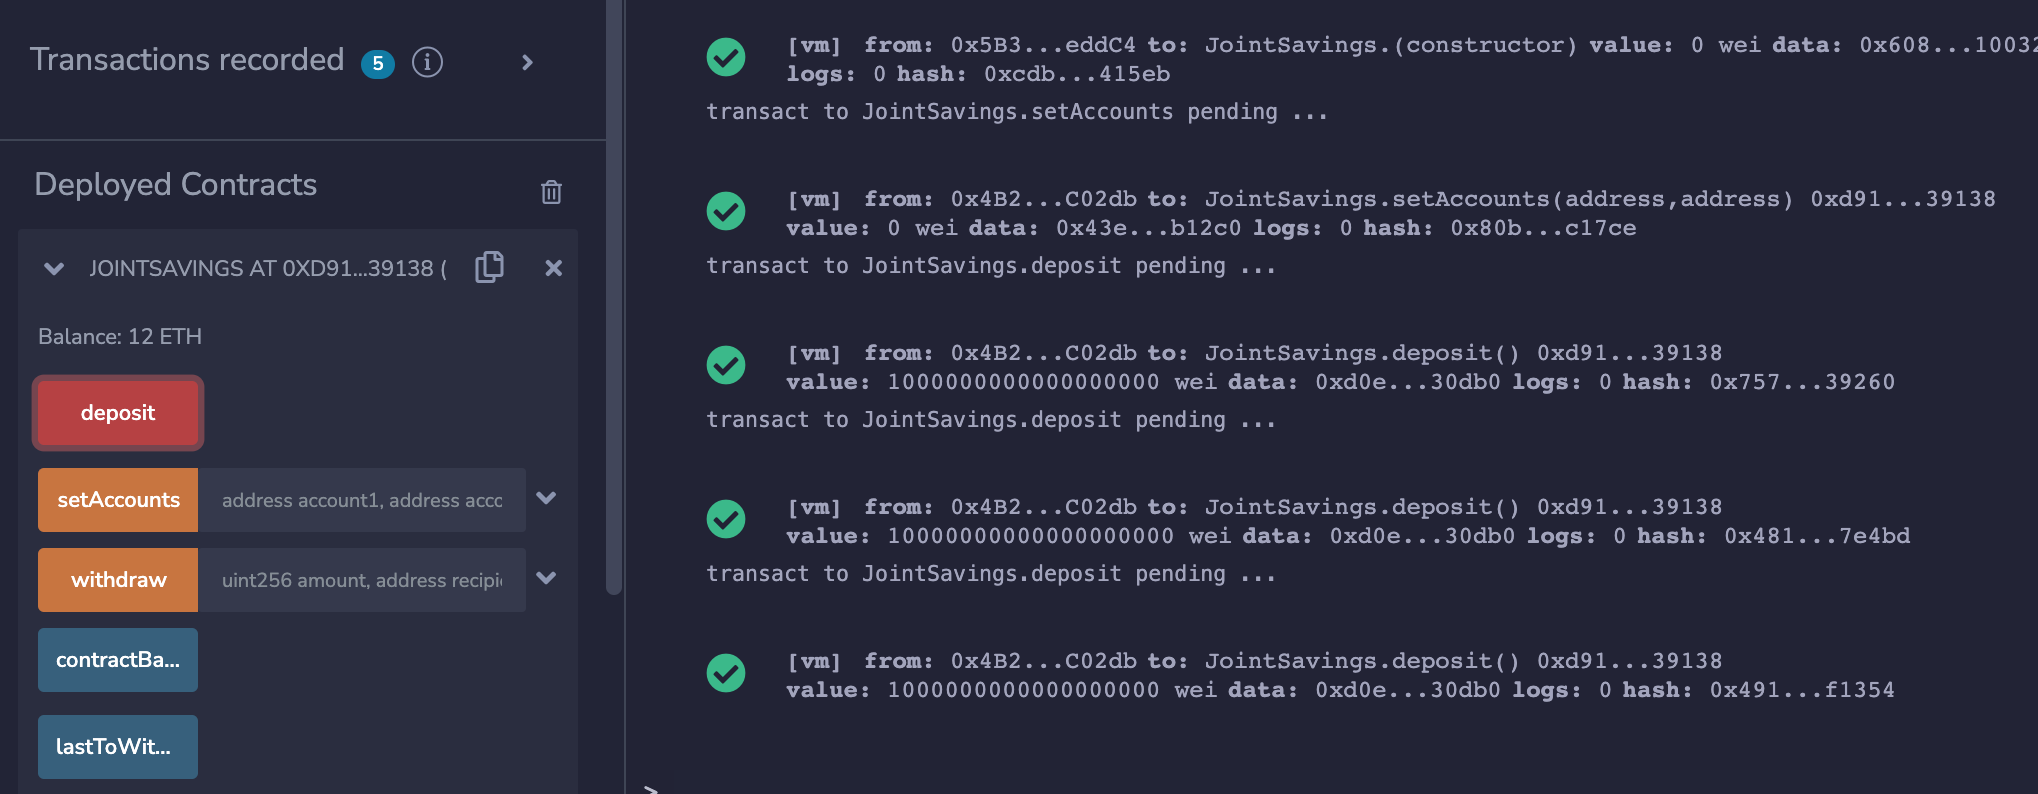 Transactions recorded 5 i
Deployed Contracts
JOINTSAVINGS AT 0XD91...39138 (
Balance: 12 ETH
deposit
setAccounts address account1, address acco
withdraw uint256 amount, address recipi
contractBa...
lastToWit...
[vm] from: 0x5B3...eddC4 to: JointSavings.(constructor) value: 0 wei data: 0x608...10032
logs: 0 hash: 0xcdb...415eb
transact to JointSavings.setAccounts pending ...
[vm] from: 0x4B2...C02db to: JointSavings.setAccounts(address,address) 0xd91...39138
value: 0 wei data: 0x43e...b12c0 logs: 0 hash: 0x80b...c17ce
transact to JointSavings.deposit pending ...
[vm] from: 0x4B2...C02db to: JointSavings.deposit() 0xd91...39138
value: 1000000000000000000 wei data: 0xd0e...30db0 logs: 0 hash: 0x757...39260
transact to JointSavings.deposit pending ...
[vm] from: 0x4B2...C02db to: JointSavings.deposit() 0xd91...39138
value: 10000000000000000000 wei data: 0xd0e...30db0 logs: 0 hash: 0x481...7e4bd
transact to JointSavings.deposit pending ...
[vm] from: 0x4B2...C02db to: JointSavings.deposit() 0xd91...39138
value: 1000000000000000000 wei data: 0xd0e...30db0 logs: 0 hash: 0x491...f1354
>